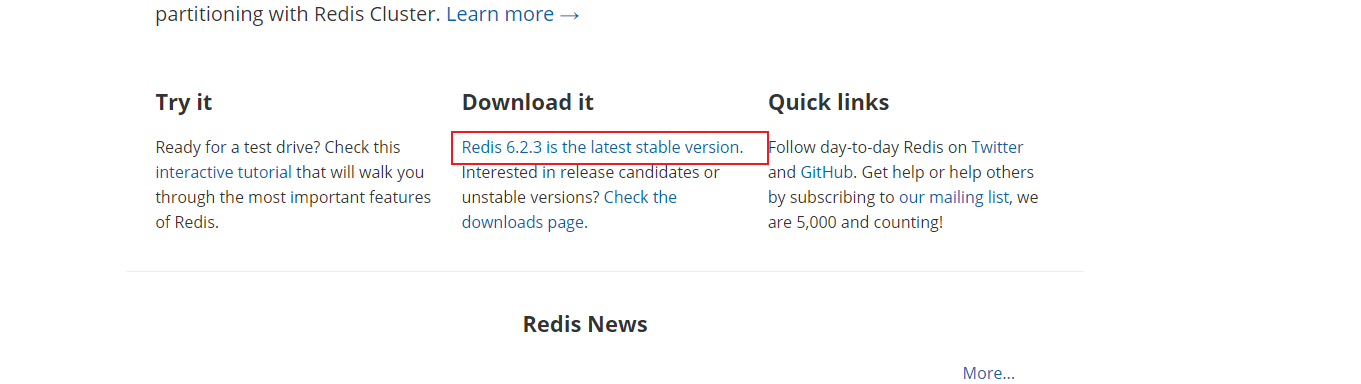 partitioning with Redis Cluster. Learn more →
Try it
Ready for a test drive? Check this
interactive tutorial that will walk you
through the most important features
of Redis.
Download it
Redis 6.2.3 is the latest stable version.
Interested in release candidates or
unstable versions? Check the
downloads page.
Quick links
Follow day-to-day Redis on Twitter
and GitHub. Get help or help others
by subscribing to our mailing list, we
are 5,000 and counting!
Redis News
More...